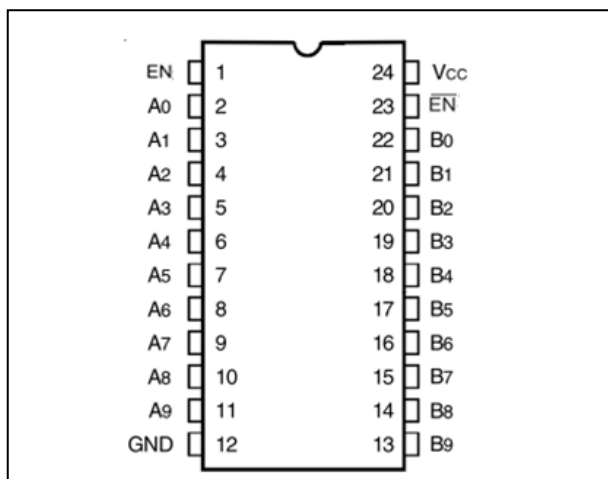 EN 1 24 Vcc
A0 2 23 E̅N̅
A1 3 22 B0
A2 4 21 B1
A3 5 20 B2
A4 6 19 B3
A5 7 18 B4
A6 8 17 B5
A7 9 16 B6
A8 10 15 B7
A9 11 14 B8
GND 12 13 B9